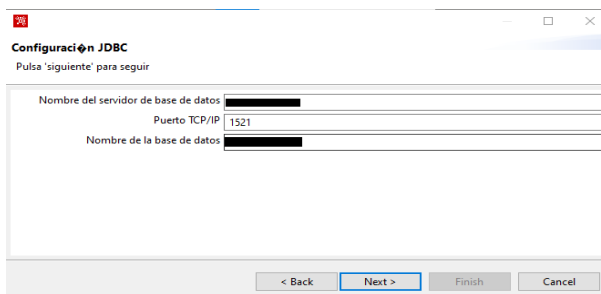 Configuraci�n JDBC
Pulsa 'siguiente' para seguir
Nombre del servidor de base de datos
Puerto TCP/IP 1521
Nombre de la base de datos
< Back Next > Finish Cancel